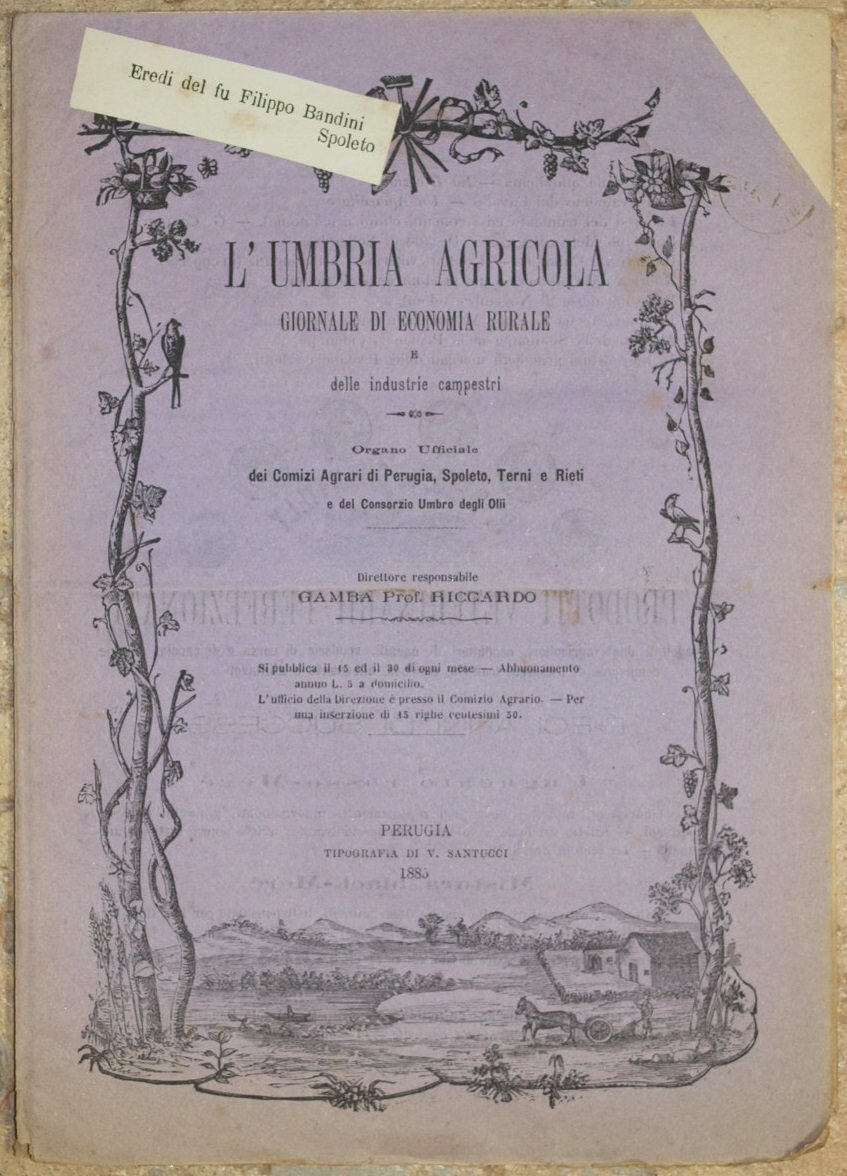 Eredi del fu Filippo Bandini
Spoleto
L'UMBRIA AGRICOLA
GIORNALE DI ECONOMIA RURALE
E
delle industrie campestri
Organo Ufficiale
dei Comizi Agrari di Perugia, Spoleto, Terni e Rieti
e del Consorzio Umbro degli Olii
Direttore responsabile
GAMBA Prof. RICCARDO
Si pubblica il 15 ed il 30 di ogni mese — Abbuonamento
annuo L. 5 a domicilio.
L'ufficio della Direzione è presso il Comizio Agrario. — Per
una inserzione di 15 righe centesimi 50.
PERUGIA
TIPOGRAFIA DI V. SANTUCCI
1885